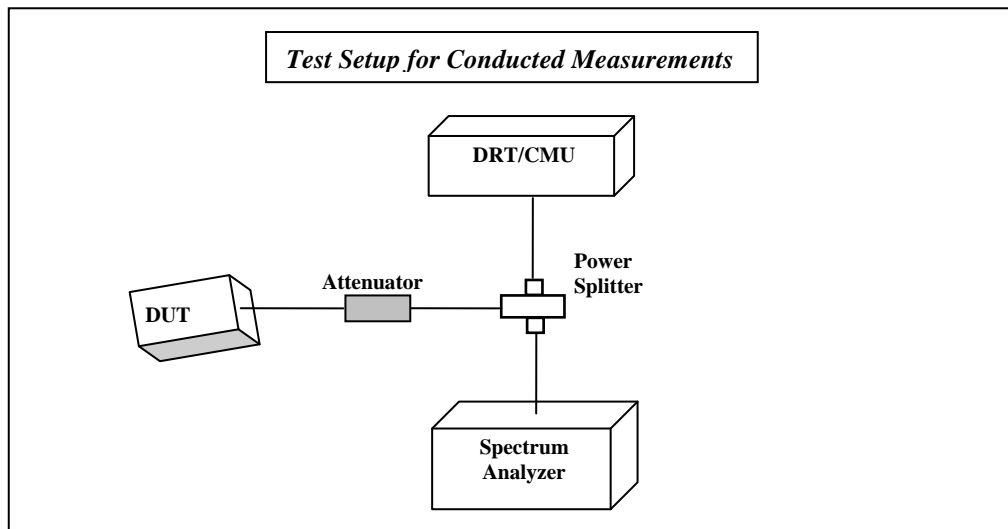 Test Setup for Conducted Measurements
DRT/CMU
Power
Splitter
Attenuator
DUT
Spectrum
Analyzer